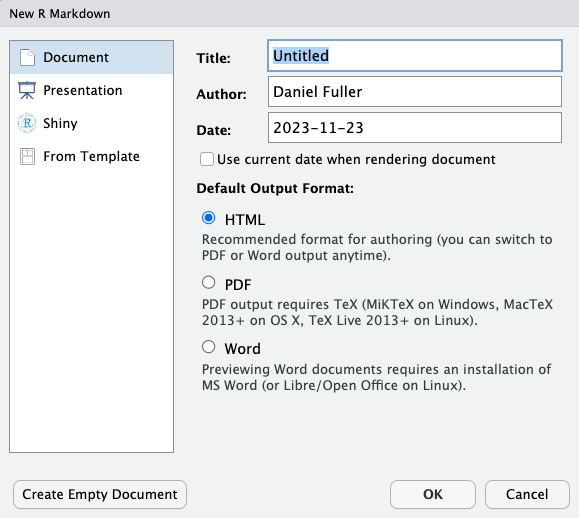 New R Markdown
Document
Presentation
R Shiny
From Template
Title: Untitled
Author: Daniel Fuller
Date: 2023-11-23
Use current date when rendering document
Default Output Format:
HTML
Recommended format for authoring (you can switch to
PDF or Word output anytime).
PDF
PDF output requires TeX (MiKTeX on Windows, MacTeX
2013+ on OS X, TeX Live 2013+ on Linux).
Word
Previewing Word documents requires an installation of
MS Word (or Libre/Open Office on Linux).
Create Empty Document OK Cancel